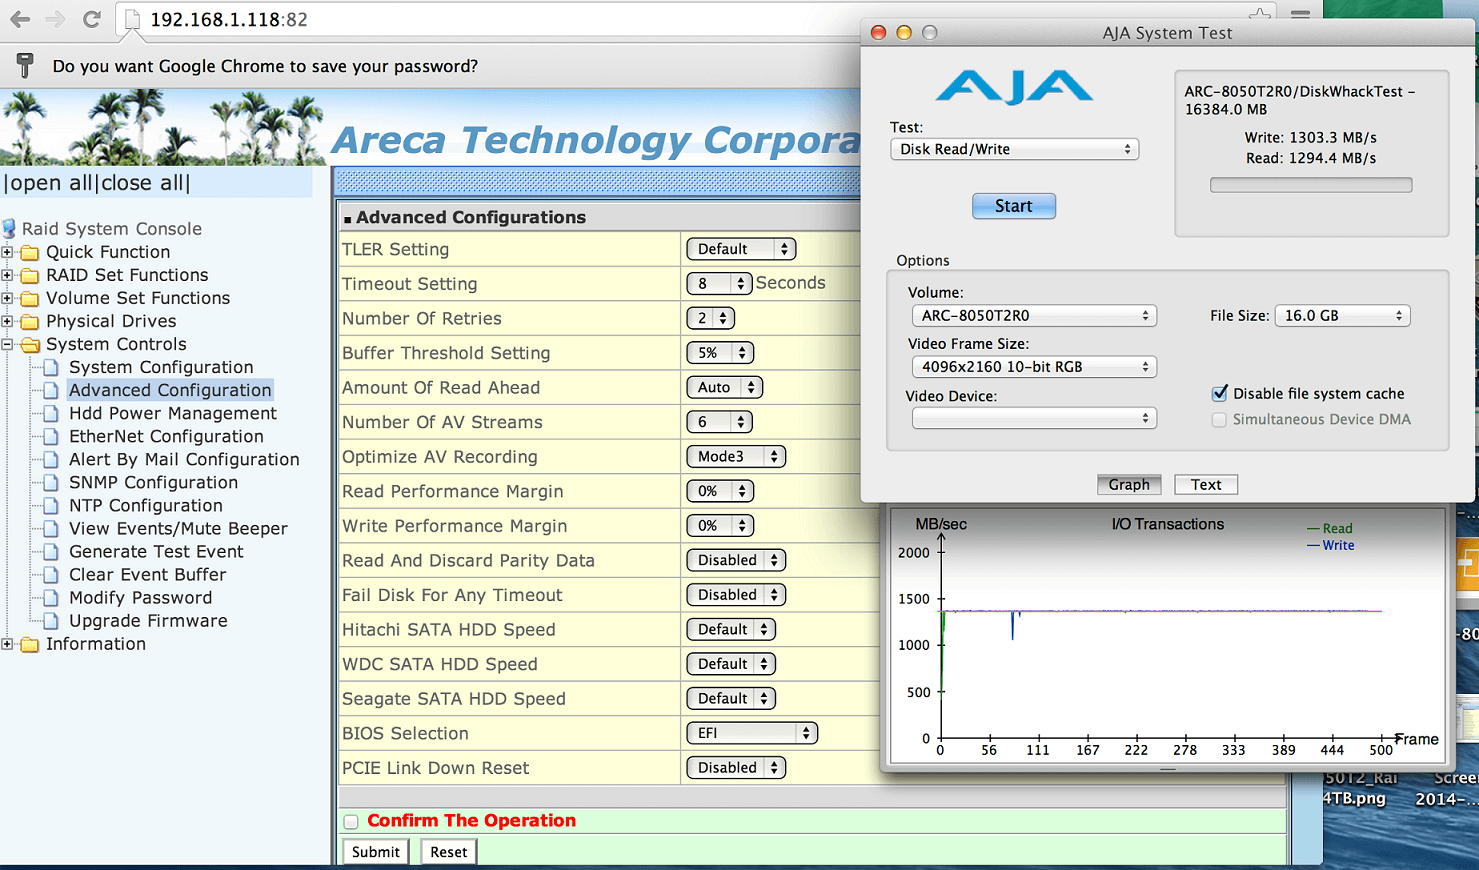 192.168.1.118:82
Do you want Google Chrome to save your password?
Areca Technology Corpora
|open all|close all|
Raid System Console
Quick Function
RAID Set Functions
Volume Set Functions
Physical Drives
System Controls
System Configuration
Advanced Configuration
Hdd Power Management
EtherNet Configuration
Alert By Mail Configuration
SNMP Configuration
NTP Configuration
View Events/Mute Beeper
Generate Test Event
Clear Event Buffer
Modify Password
Upgrade Firmware
Information
Advanced Configurations
TLER Setting Default
Timeout Setting 8 Seconds
Number Of Retries 2
Buffer Threshold Setting 5%
Amount Of Read Ahead Auto
Number Of AV Streams 6
Optimize AV Recording Mode3
Read Performance Margin 0%
Write Performance Margin 0%
Read And Discard Parity Data Disabled
Fail Disk For Any Timeout Disabled
Hitachi SATA HDD Speed Default
WDC SATA HDD Speed Default
Seagate SATA HDD Speed Default
BIOS Selection EFI
PCIE Link Down Reset Disabled
Confirm The Operation
Submit Reset
AJA System Test
AJA
Test:
Disk Read/Write
Start
ARC-8050T2R0/DiskWhackTest -
16384.0 MB
Write: 1303.3 MB/s
Read: 1294.4 MB/s
Options
Volume:
ARC-8050T2R0
File Size: 16.0 GB
Video Frame Size:
4096x2160 10-bit RGB
Video Device:
Disable file system cache
Simultaneous Device DMA
Graph Text
MB/sec I/O Transactions
Read
Write
2000
1500
1000
500
0
0 56 111 167 222 278 333 389 444 500 Frame
-80
50T2_Rai Scree
4TB.png 2014-...